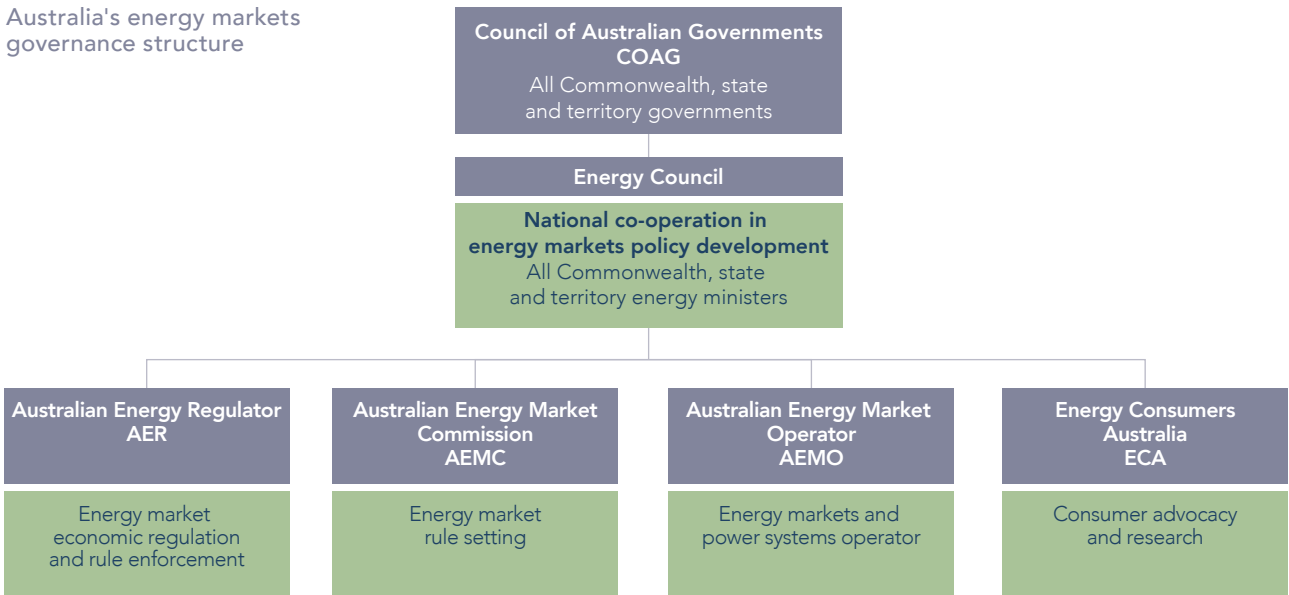 Australia's energy markets
governance structure
Council of Australian Governments
COAG
All Commonwealth, state
and territory governments
Energy Council
National co-operation in
energy markets policy development
All Commonwealth, state
and territory energy ministers
Australian Energy Regulator
AER
Energy market
economic regulation
and rule enforcement
Australian Energy Market
Commission
AEMC
Energy market
rule setting
Australian Energy Market
Operator
AEMO
Energy markets and
power systems operator
Energy Consumers
Australia
ECA
Consumer advocacy
and research